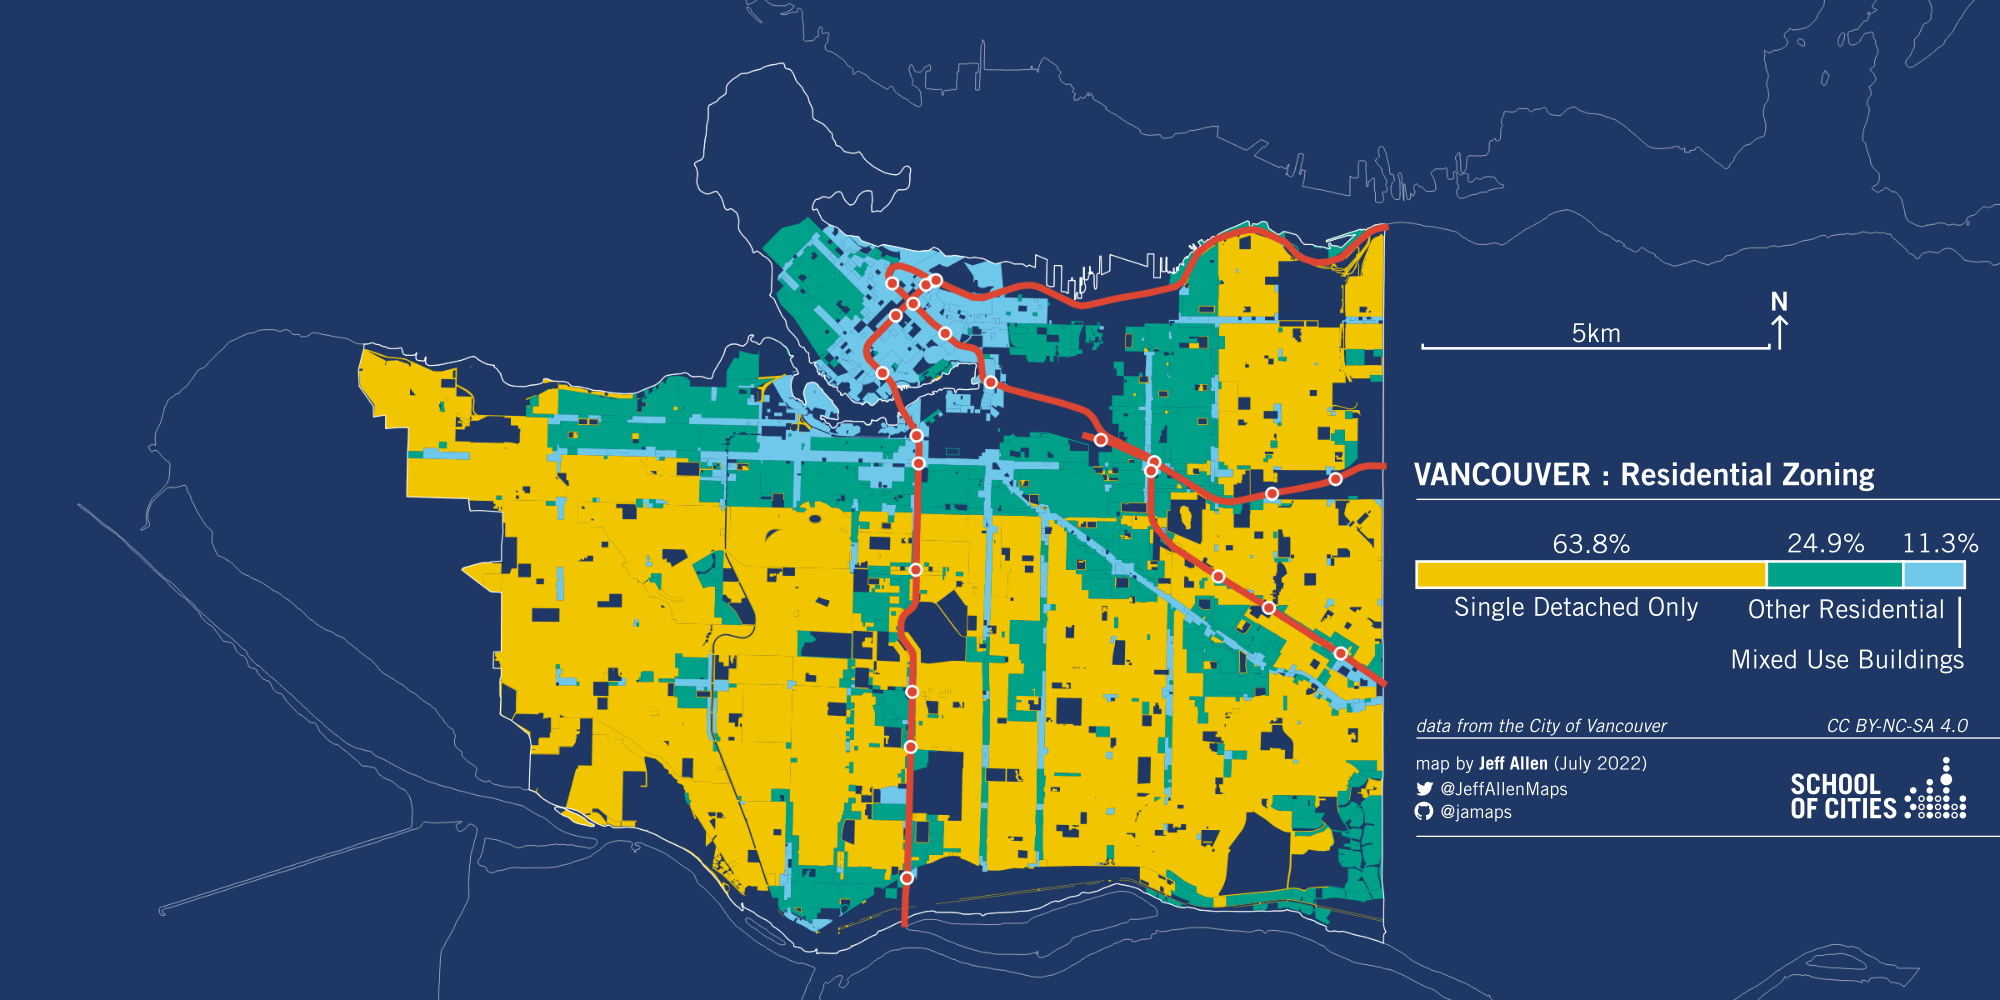 N
5km
VANCOUVER : Residential Zoning
63.8% 24.9% 11.3%
Single Detached Only Other Residential
Mixed Use Buildings
data from the City of Vancouver CC BY-NC-SA 4.0
map by Jeff Allen (July 2022)
@JeffAllenMaps
@jamaps
SCHOOL
OF CITIES